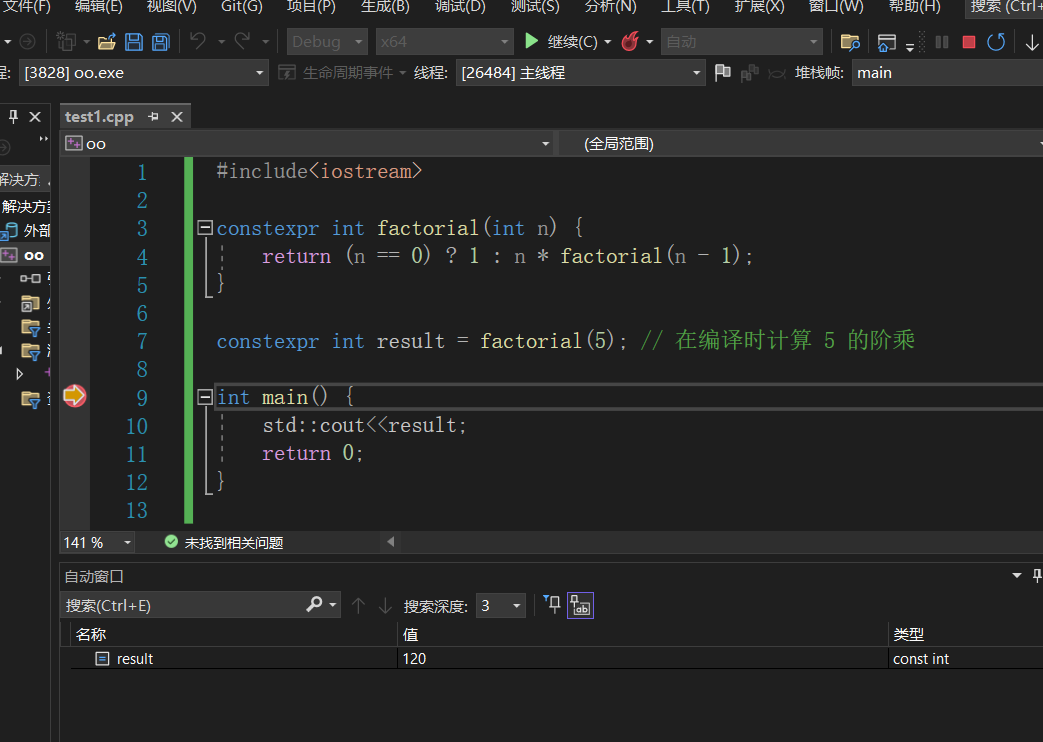 文件(F) 编辑(E) 视图(V) Git(G) 项目(P) 生成(B) 调试(D) 测试(S) 分析(N) 工具(T) 扩展(X) 窗口(W) 帮助(H) 搜索 (Ctrl+
Debug x64 继续(C) 自动
程: [3828] oo.exe 生命周期事件 线程: [26484] 主线程 堆栈帧: main
test1.cpp
oo (全局范围)
解决方
解决方案
外部
oo
1 #include<iostream>
2
3 constexpr int factorial(int n) {
4 return (n == 0) ? 1 : n * factorial(n - 1);
5 }
6
7 constexpr int result = factorial(5); // 在编译时计算 5 的阶乘
8
9 int main() {
10 std::cout<<result;
11 return 0;
12 }
13
141 % 未找到相关问题
自动窗口
搜索(Ctrl+E) 搜索深度: 3
名称 值 类型
result 120 const int